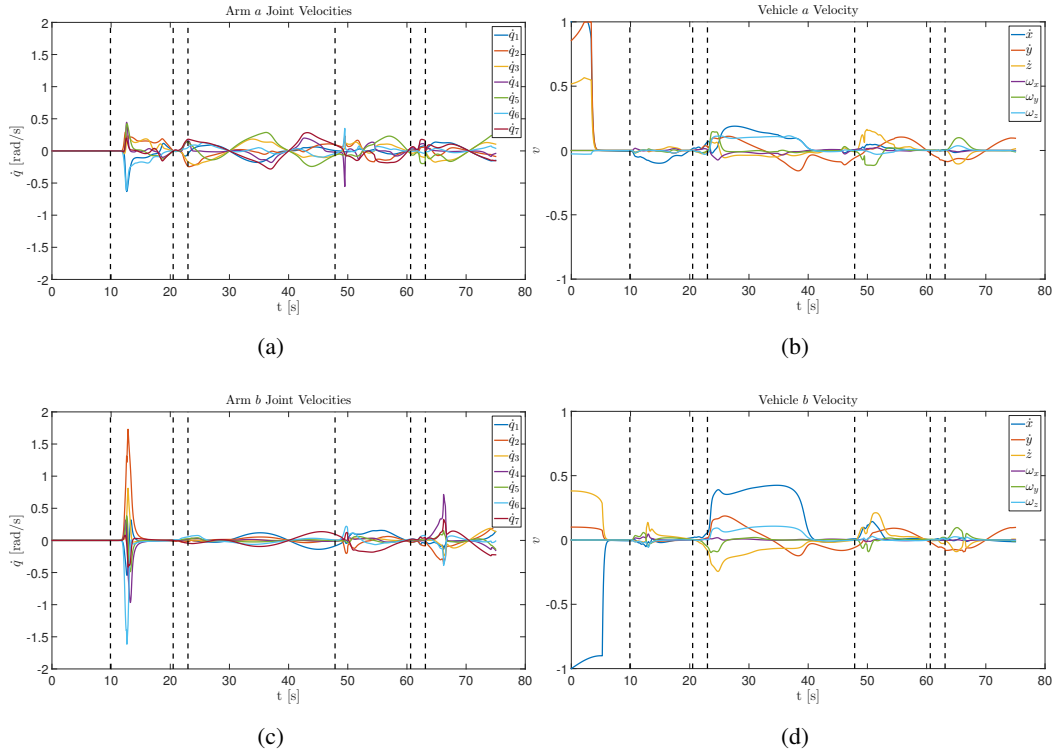 Arm a Joint Velocities
2
1.5
1
0.5
0
-0.5
-1
-1.5
-2
q̇ [rad/s]
0 10 20 30 40 50 60 70 80
t [s]
q̇1
q̇2
q̇3
q̇4
q̇5
q̇6
q̇7
(a)
Vehicle a Velocity
1
0.5
0
-0.5
-1
v
0 10 20 30 40 50 60 70 80
t [s]
ẋ
ẏ
ż
ωx
ωy
ωz
(b)
Arm b Joint Velocities
2
1.5
1
0.5
0
-0.5
-1
-1.5
-2
q̇ [rad/s]
0 10 20 30 40 50 60 70 80
t [s]
q̇1
q̇2
q̇3
q̇4
q̇5
q̇6
q̇7
(c)
Vehicle b Velocity
1
0.5
0
-0.5
-1
v
0 10 20 30 40 50 60 70 80
t [s]
ẋ
ẏ
ż
ωx
ωy
ωz
(d)